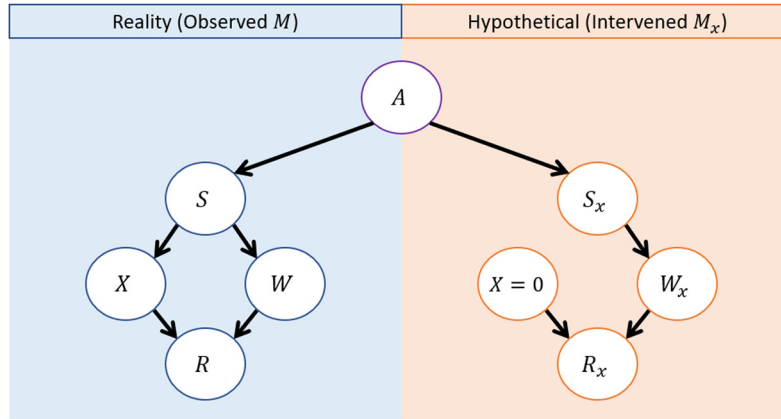 Reality (Observed M)
Hypothetical (Intervened Mₓ)
A
S
Sₓ
X
W
X = 0
Wₓ
R
Rₓ